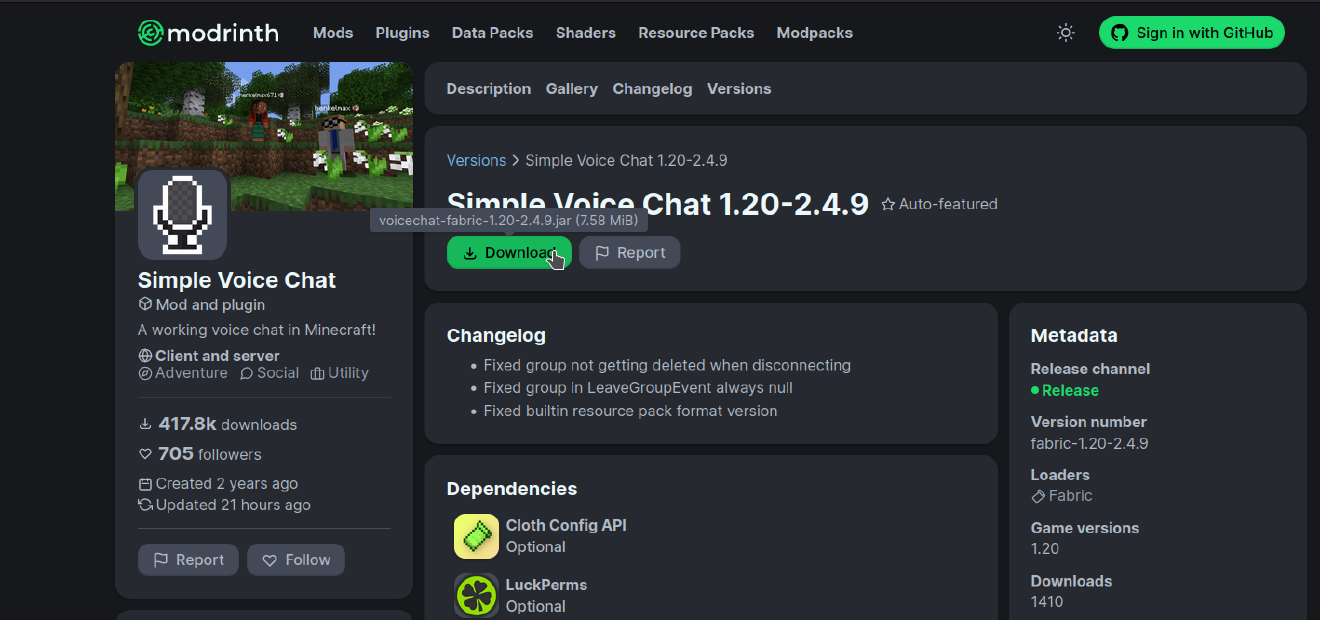 modrinth
Mods Plugins Data Packs Shaders Resource Packs Modpacks
Sign in with GitHub
henkelmax
Simple Voice Chat
Mod and plugin
A working voice chat in Minecraft!
Client and server
Adventure Social Utility
417.8k downloads
705 followers
Created 2 years ago
Updated 21 hours ago
Report Follow
Description Gallery Changelog Versions
Versions > Simple Voice Chat 1.20-2.4.9
Simple Voice Chat 1.20-2.4.9 Auto-featured
voicechat-fabric-1.20-2.4.9.jar (7.58 MiB)
Download Report
Changelog
• Fixed group not getting deleted when disconnecting
• Fixed group in LeaveGroupEvent always null
• Fixed builtin resource pack format version
Dependencies
Cloth Config API
Optional
LuckPerms
Optional
Metadata
Release channel
Release
Version number
fabric-1.20-2.4.9
Loaders
Fabric
Game versions
1.20
Downloads
1410